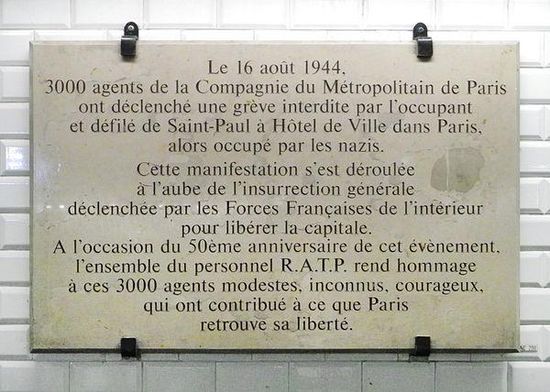 Le 16 août 1944,
3000 agents de la Compagnie du Métropolitain de Paris
ont déclenché une grève interdite par l'occupant
et défilé de Saint-Paul à Hôtel de Ville dans Paris,
alors occupé par les nazis.
Cette manifestation s'est déroulée
à l'aube de l'insurrection générale
déclenchée par les Forces Françaises de l'intérieur
pour libérer la capitale.
A l'occasion du 50ème anniversaire de cet évènement,
l'ensemble du personnel R.A.T.P. rend hommage
à ces 3000 agents modestes, inconnus, courageux,
qui ont contribué à ce que Paris
retrouve sa liberté.